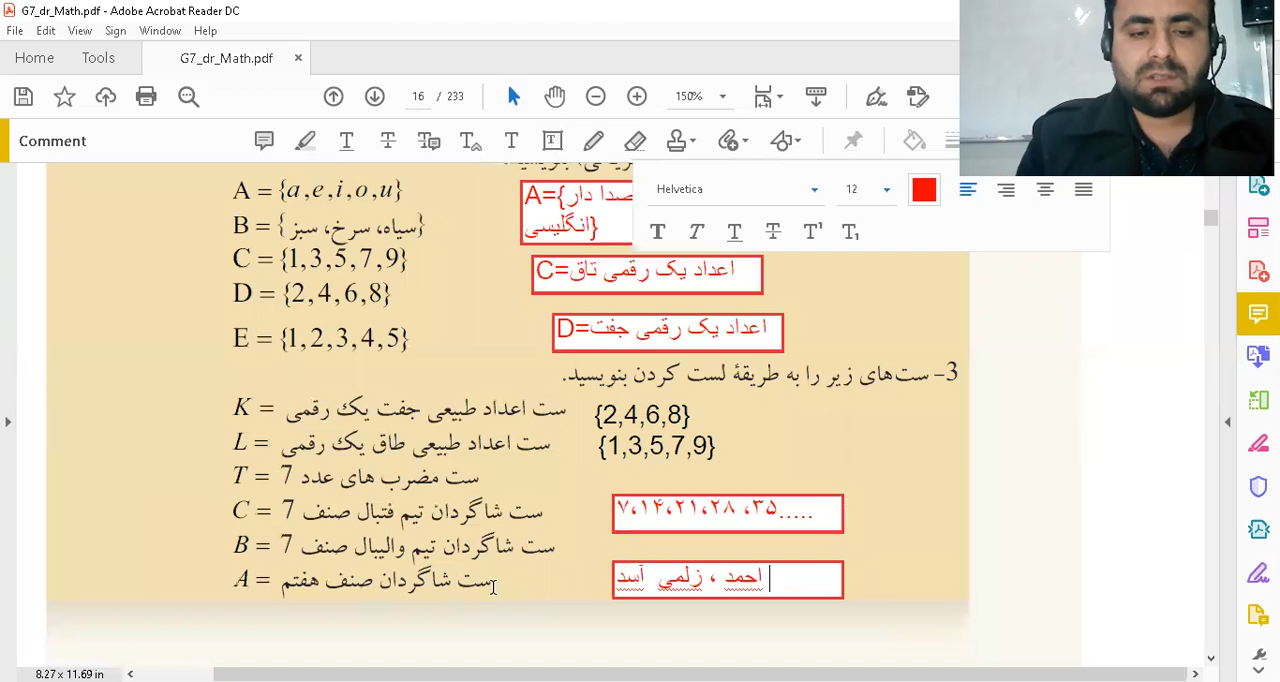 G7_dr_Math.pdf - Adobe Acrobat Reader DC
File Edit View Sign Window Help
Home Tools G7_dr_Math.pdf ×
16 / 233 150%
Comment
Helvetica 12
A = {a, e, i, o, u}
A={صدا دار
انگلیسی}
B = {سیاه، سرخ، سبز}
C = {1,3,5,7,9}
C=اعداد یک رقمی تاق
D = {2,4,6,8}
D=اعداد یک رقمی جفت
E = {1,2,3,4,5}
3- ست‌های زیر را به طریقهٔ لست کردن بنویسید.
K = ست اعداد طبیعی جفت یک رقمی {2,4,6,8}
L = ست اعداد طبیعی طاق یک رقمی {1,3,5,7,9}
T = ست مضرب های عدد 7
C = ست شاگردان تیم فتبال صنف 7
۷،۱۴،۲۱،۲۸ ،۳۵.....
B = ست شاگردان تیم والیبال صنف 7
A = ست شاگردان صنف هفتم
احمد ، زلمي آسد
8.27 x 11.69 in